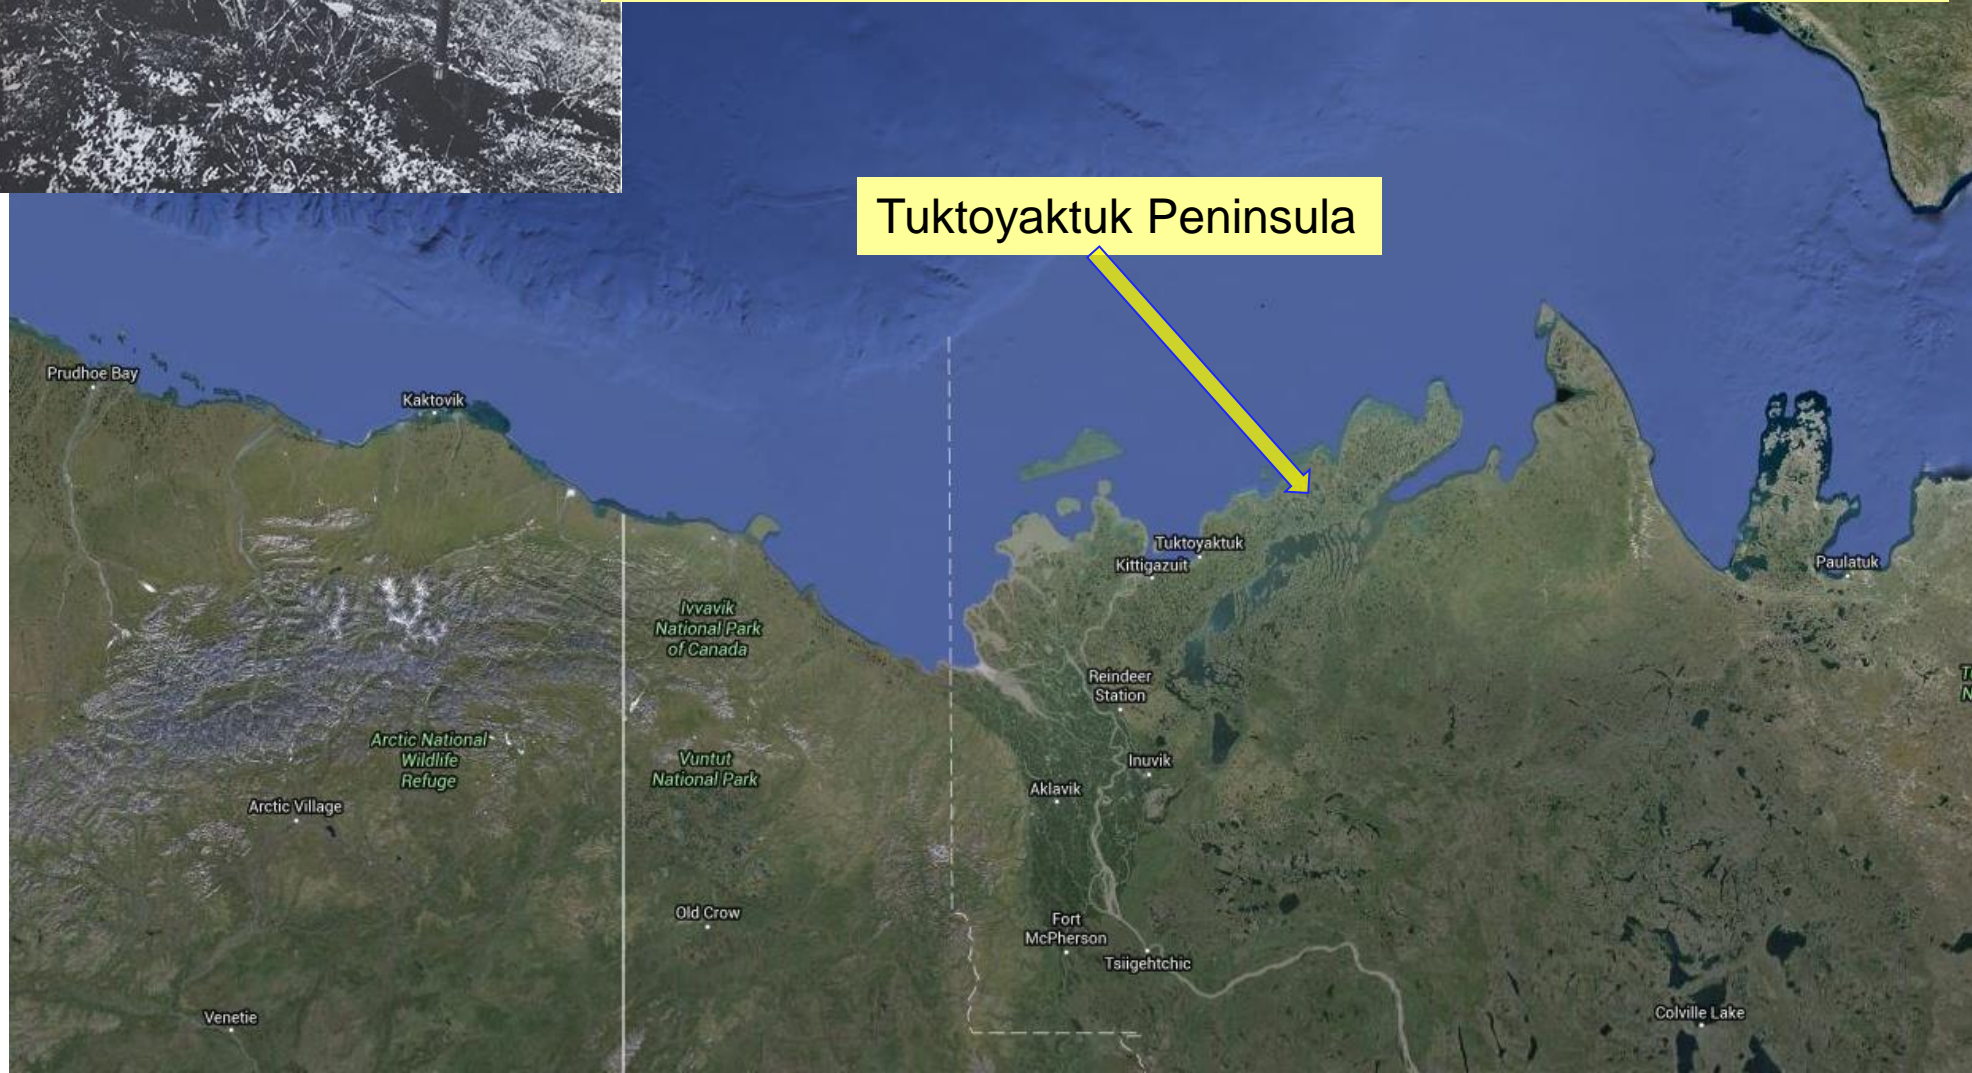 Tuktoyaktuk Peninsula
Prudhoe Bay
Kaktovik
Tuktoyaktuk
Kittigazuit
Paulatuk
Ivvavik
National Park
of Canada
Reindeer
Station
Arctic National
Wildlife
Refuge
Vuntut
National Park
Inuvik
Aklavik
Arctic Village
Old Crow
Fort
McPherson
Tsiigehtchic
Venetie
Colville Lake